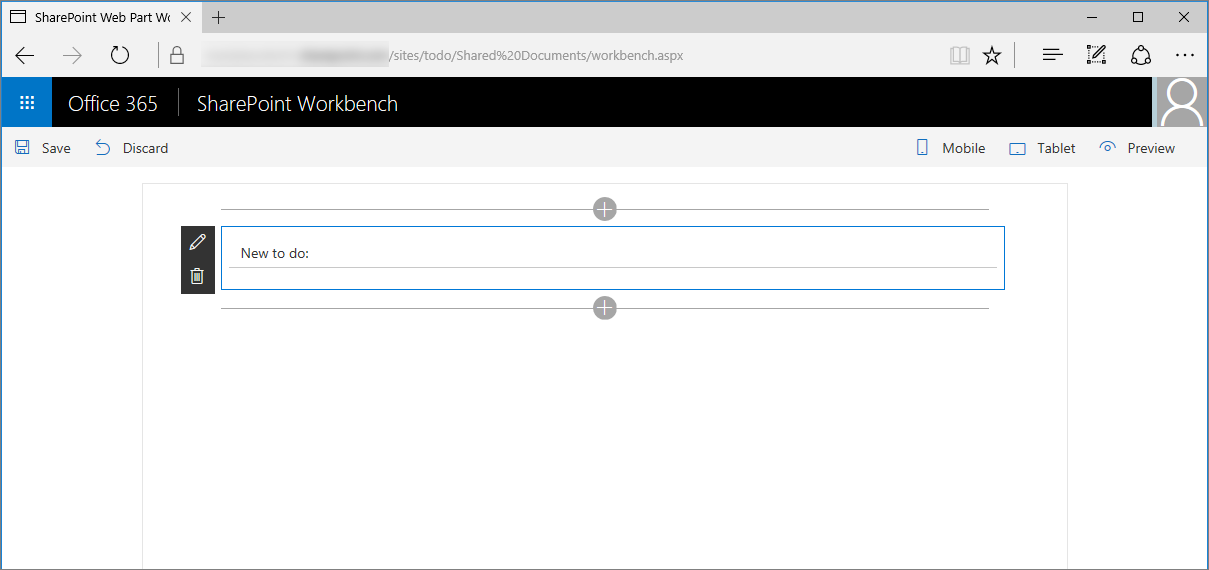 SharePoint Web Part Wo
/sites/todo/Shared%20Documents/workbench.aspx
Office 365 SharePoint Workbench
Save Discard Mobile Tablet Preview
New to do: